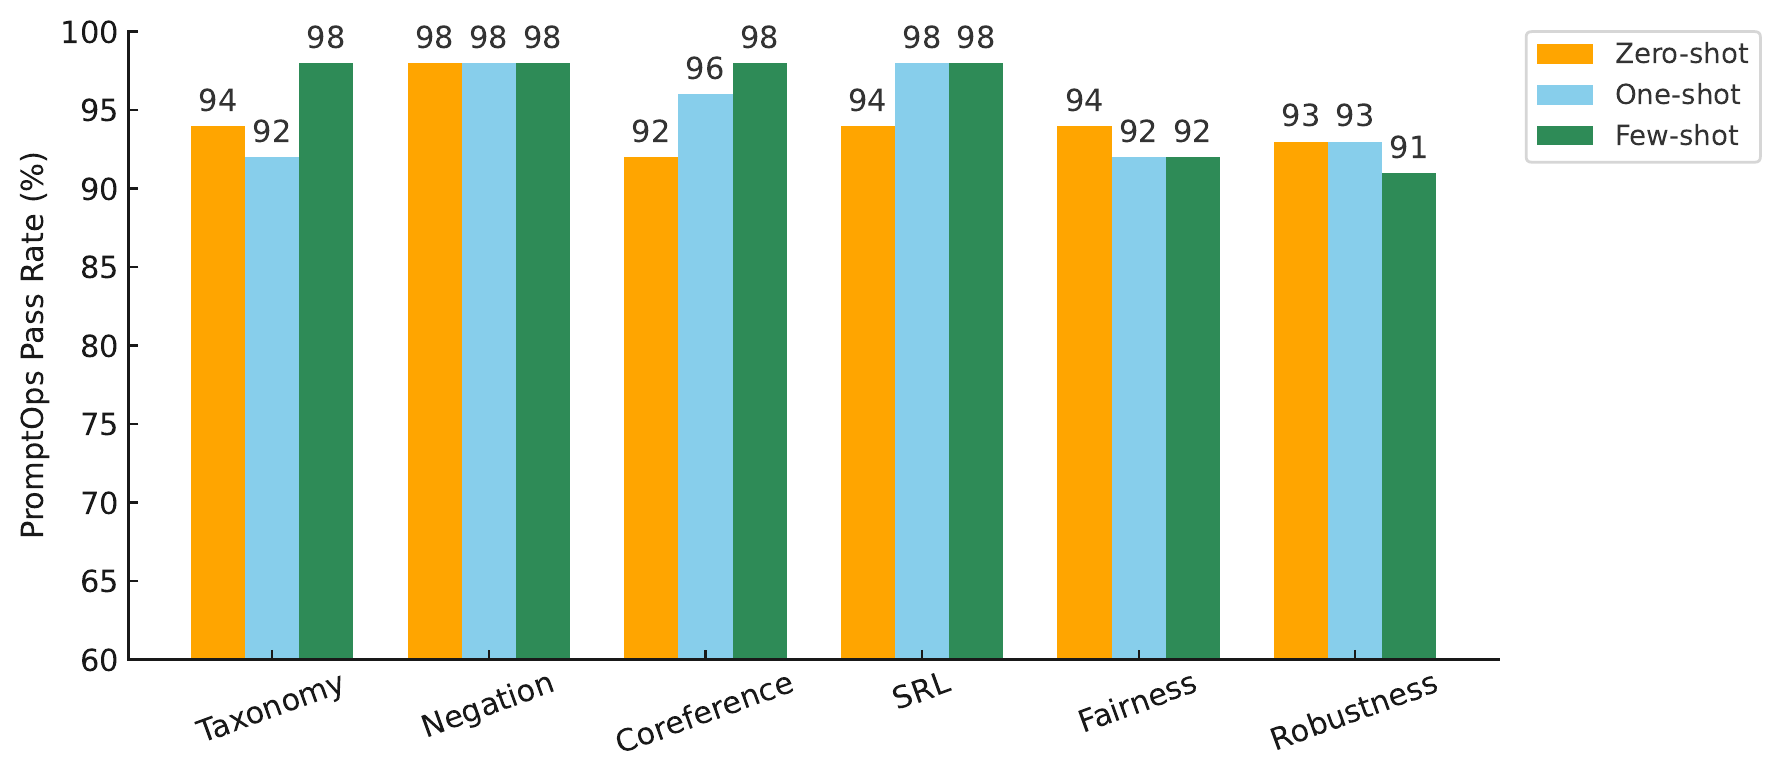 PromptOps Pass Rate (%)
100
95
90
85
80
75
70
65
60
94
92
98
98
98
98
92
96
98
94
98
98
94
92
92
93
93
91
Taxonomy
Negation
Coreference
SRL
Fairness
Robustness
Zero-shot
One-shot
Few-shot